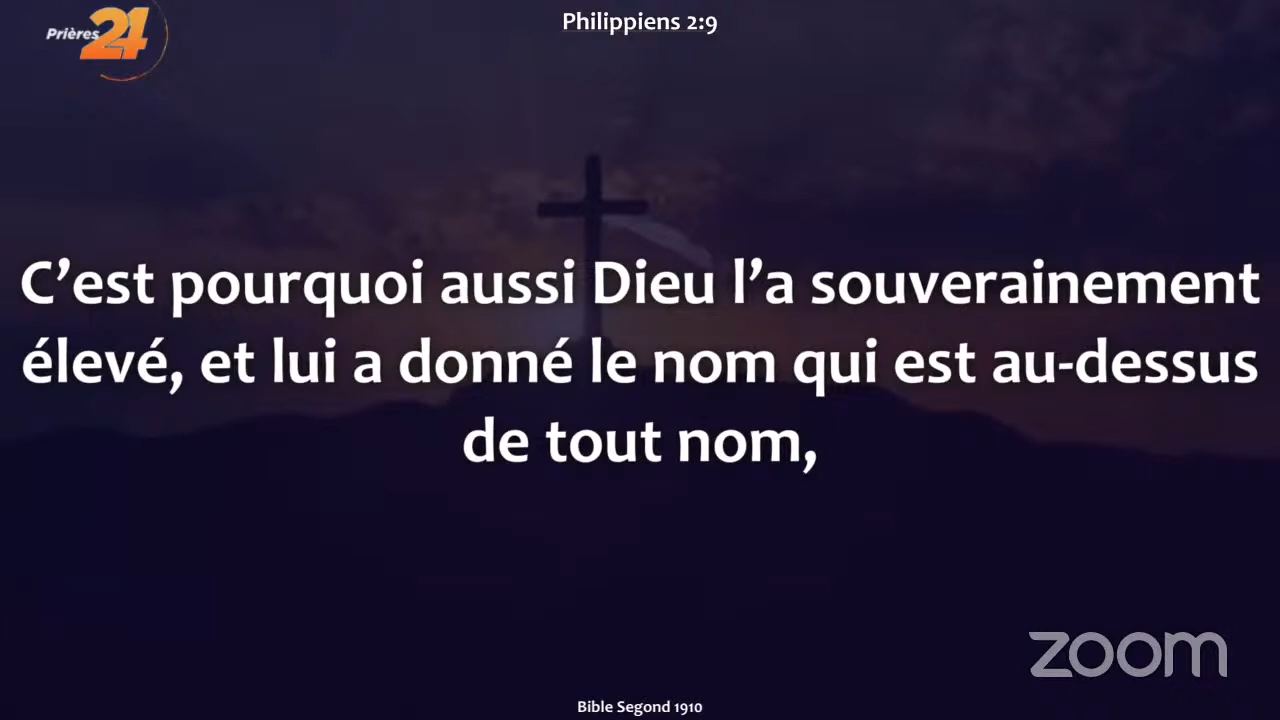 Prières 21
Philippiens 2:9
C’est pourquoi aussi Dieu l’a souverainement
élevé, et lui a donné le nom qui est au-dessus
de tout nom,
zoom
Bible Segond 1910